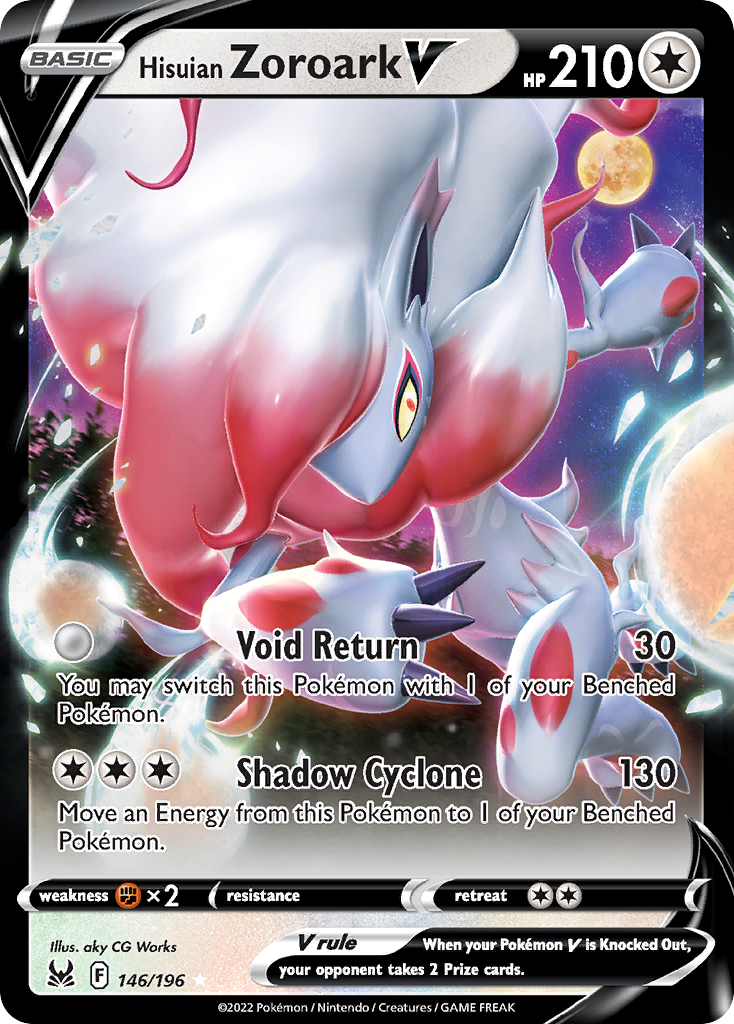 BASIC
Hisuian Zoroark V HP 210
Void Return 30
You may switch this Pokémon with 1 of your Benched
Pokémon.
Shadow Cyclone 130
Move an Energy from this Pokémon to 1 of your Benched
Pokémon.
weakness ×2 resistance retreat
Illus. aky CG Works
V rule When your Pokémon V is Knocked Out,
your opponent takes 2 Prize cards.
F 146/196
©2022 Pokémon / Nintendo / Creatures / GAME FREAK